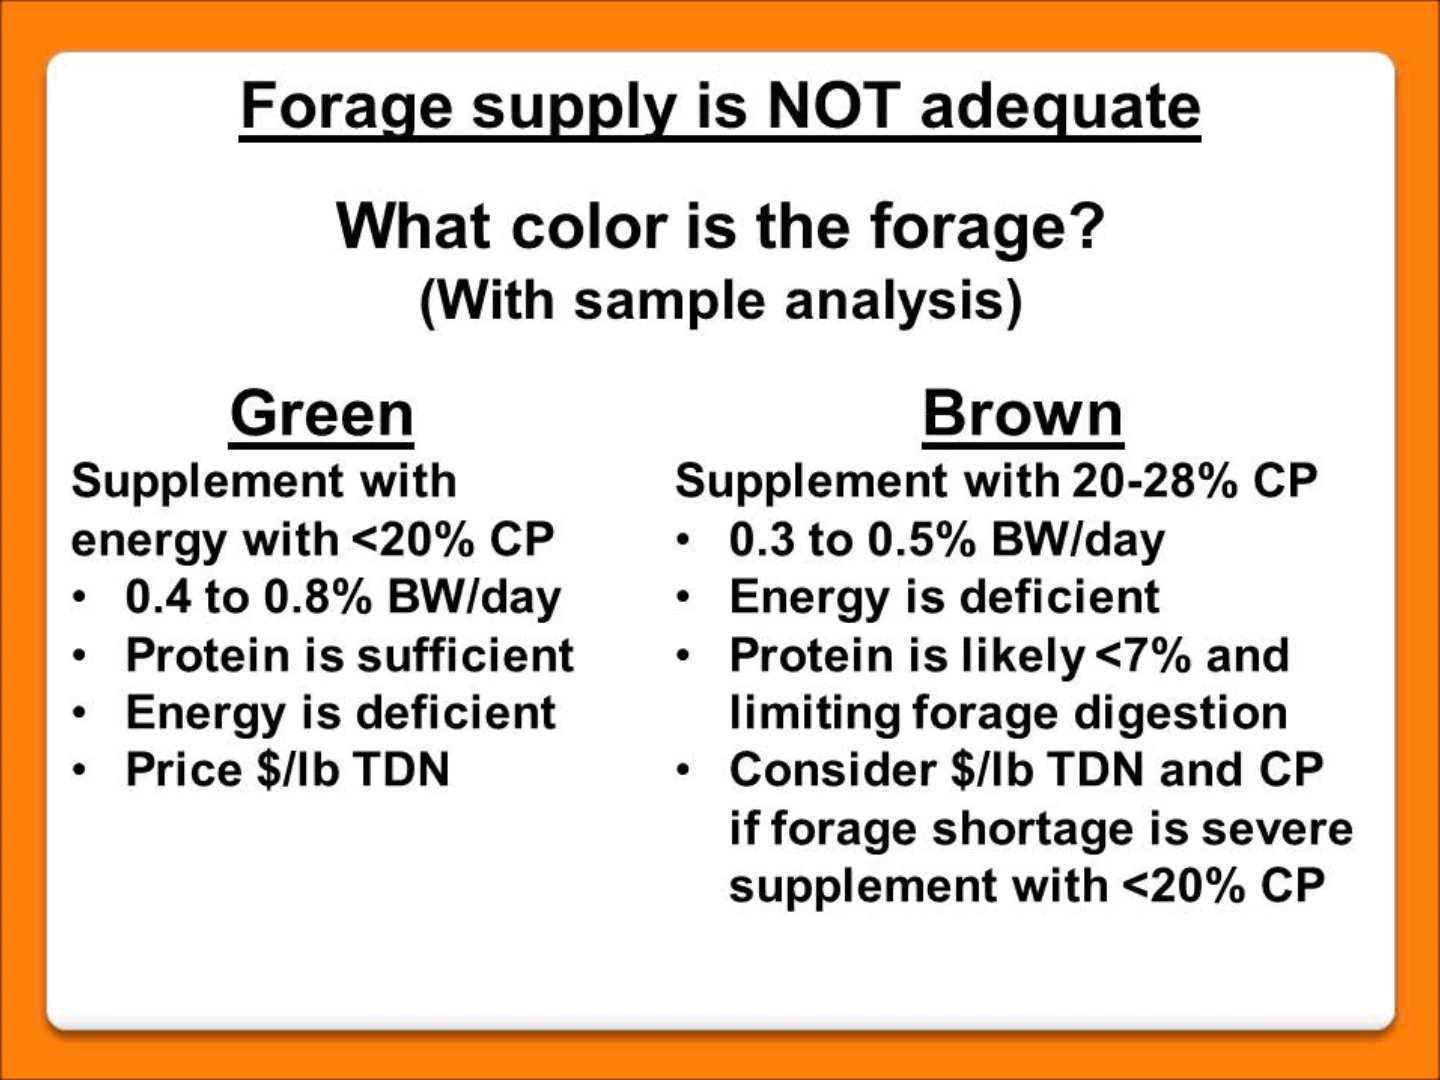 Forage supply is NOT adequate
What color is the forage?
(With sample analysis)
Green
Supplement with
energy with <20% CP
• 0.4 to 0.8% BW/day
• Protein is sufficient
• Energy is deficient
• Price $/lb TDN
Brown
Supplement with 20-28% CP
• 0.3 to 0.5% BW/day
• Energy is deficient
• Protein is likely <7% and
limiting forage digestion
• Consider $/lb TDN and CP
if forage shortage is severe
supplement with <20% CP